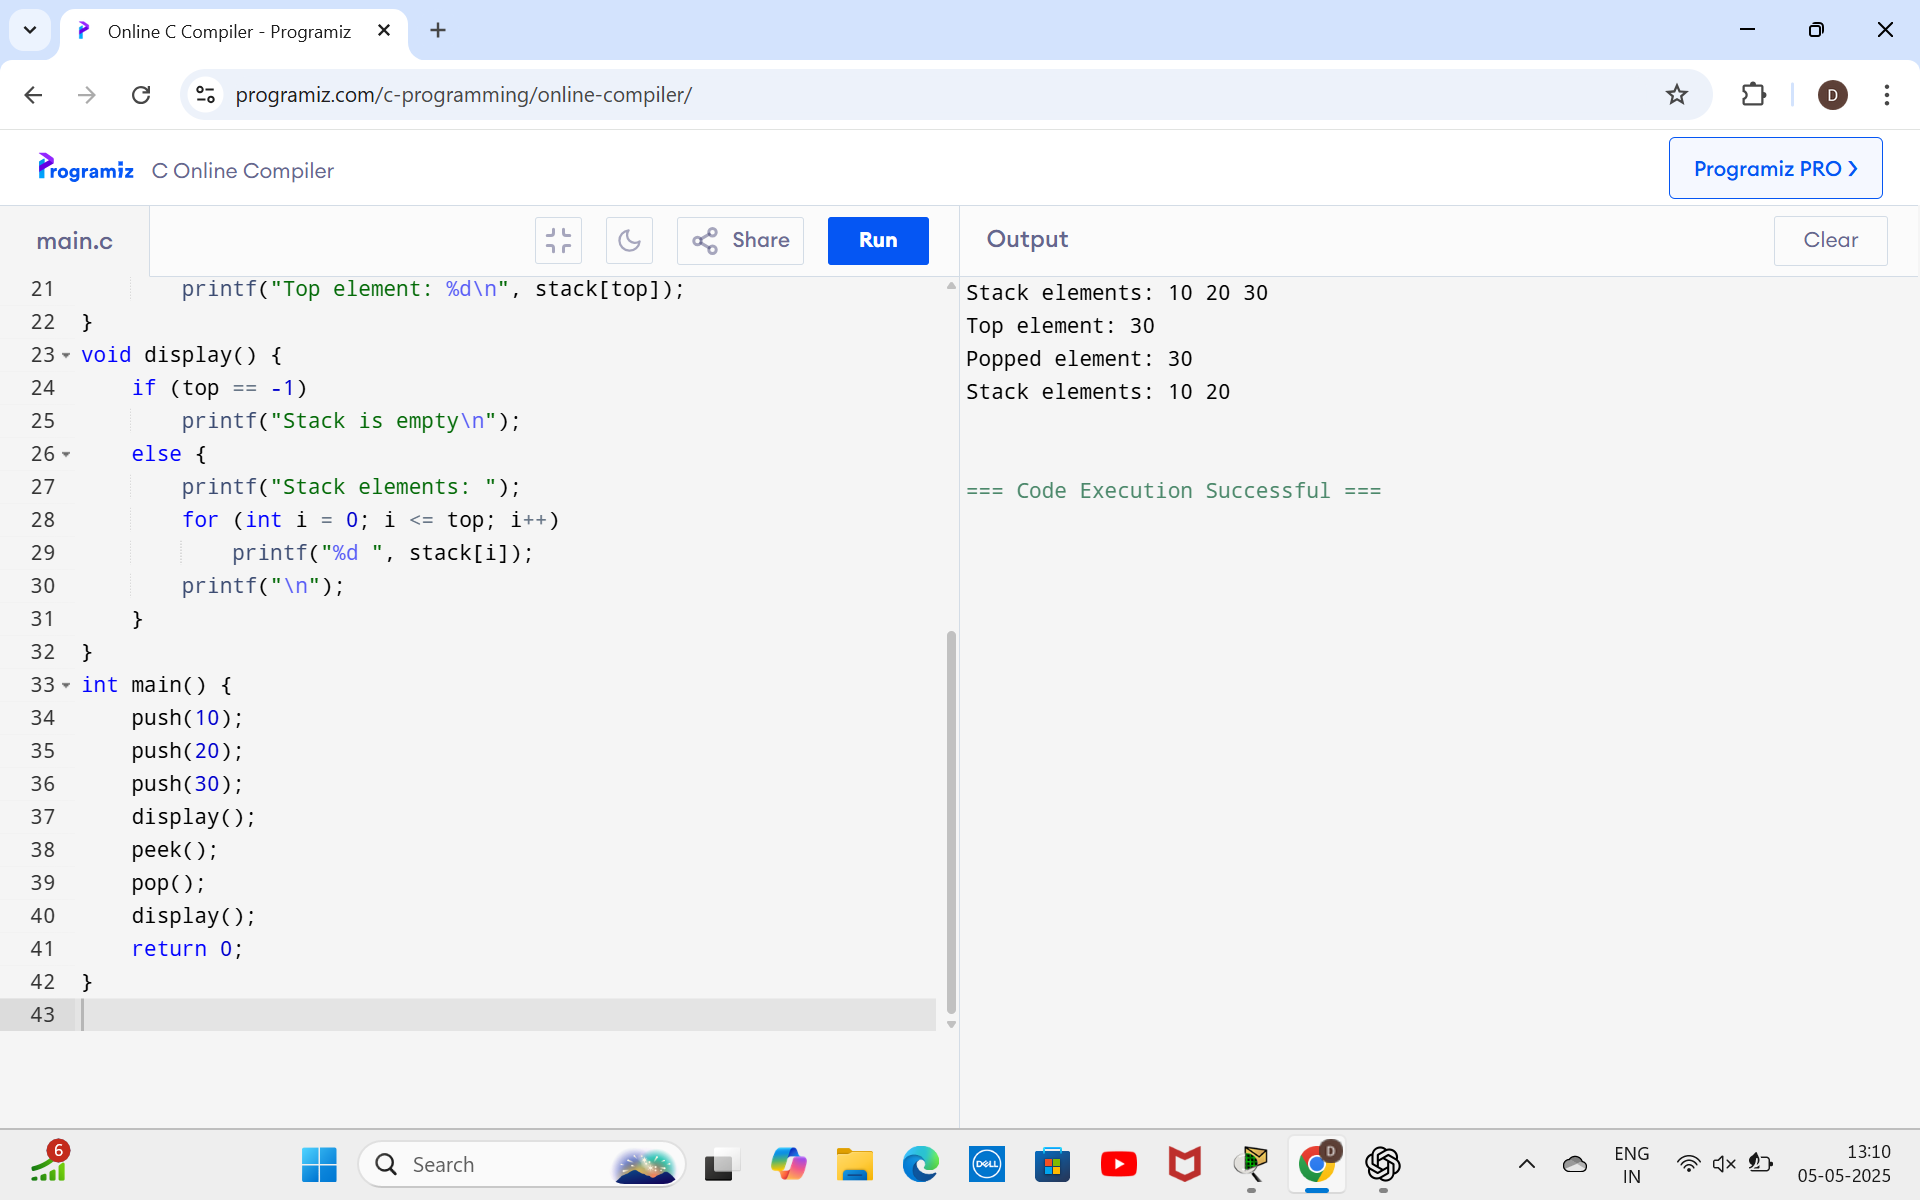 Online C Compiler - Programiz
programiz.com/c-programming/online-compiler/
D
Programiz
C Online Compiler
Programiz PRO
main.c
Share
Run
Output
Clear
21 printf("Top element: %d\n", stack[top]);
22 }
23 void display() {
24 if (top == -1)
25 printf("Stack is empty\n");
26 else {
27 printf("Stack elements: ");
28 for (int i = 0; i <= top; i++)
29 printf("%d ", stack[i]);
30 printf("\n");
31 }
32 }
33 int main() {
34 push(10);
35 push(20);
36 push(30);
37 display();
38 peek();
39 pop();
40 display();
41 return 0;
42 }
43
Stack elements: 10 20 30
Top element: 30
Popped element: 30
Stack elements: 10 20
=== Code Execution Successful ===
6
Search
DELL
D
ENG
IN
13:10
05-05-2025